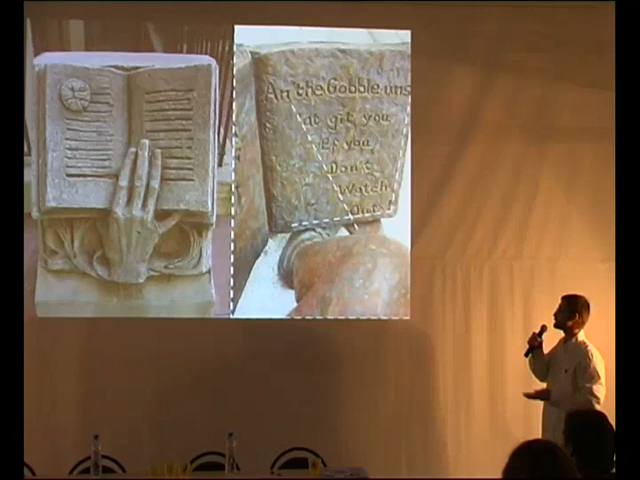 An the Gobble-uns
at git you
Ef you
Don't
Watch
Out!